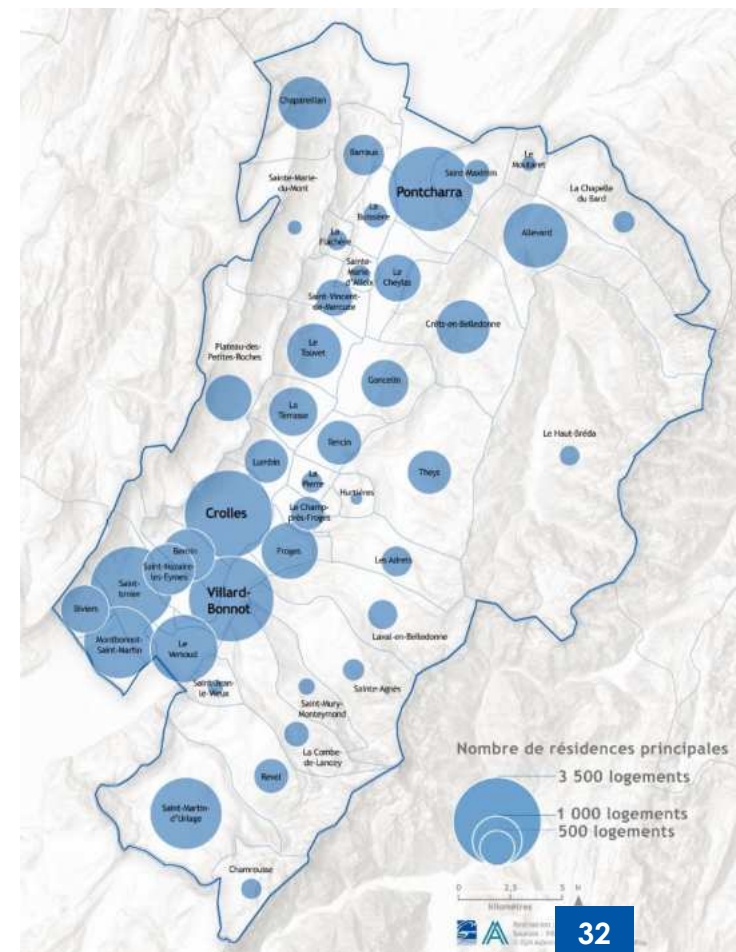 Chapareillan
Barraux
Le
Moutaret
Saint-Maximin
Sainte-Marie-
du-Mont
Pontcharra
La Chapelle
du Bard
La
Buissière
Allevard
La
Flachère
Sainte-
Marie
d'Alloix
Le
Cheylas
Saint-Vincent-
de-Mercuze
Crêts-en-Belledonne
Le
Touvet
Plateau-des-
Petites-Roches
Goncelin
La
Terrasse
Tencin
Le Haut-Bréda
Lumbin
Theys
La
Pierre
Hurtières
Crolles
Le Champ-
près-Froges
Bernin
Froges
Saint-Nazaire-
les-Eymes
Les Adrets
Saint-
Ismier
Villard-
Bonnot
Biviers
Laval-en-Belledonne
Montbonnot-
Saint-Martin
Le
Versoud
Saint-Jean-
le-Vieux
Sainte-Agnès
Saint-Mury-
Monteymond
La Combe-
de-Lancey
Revel
Saint-Martin-
d'Uriage
Chamrousse
Nombre de résidences principales
3 500 logements
1 000 logements
500 logements
0 2,5 5 N
kilomètres
32